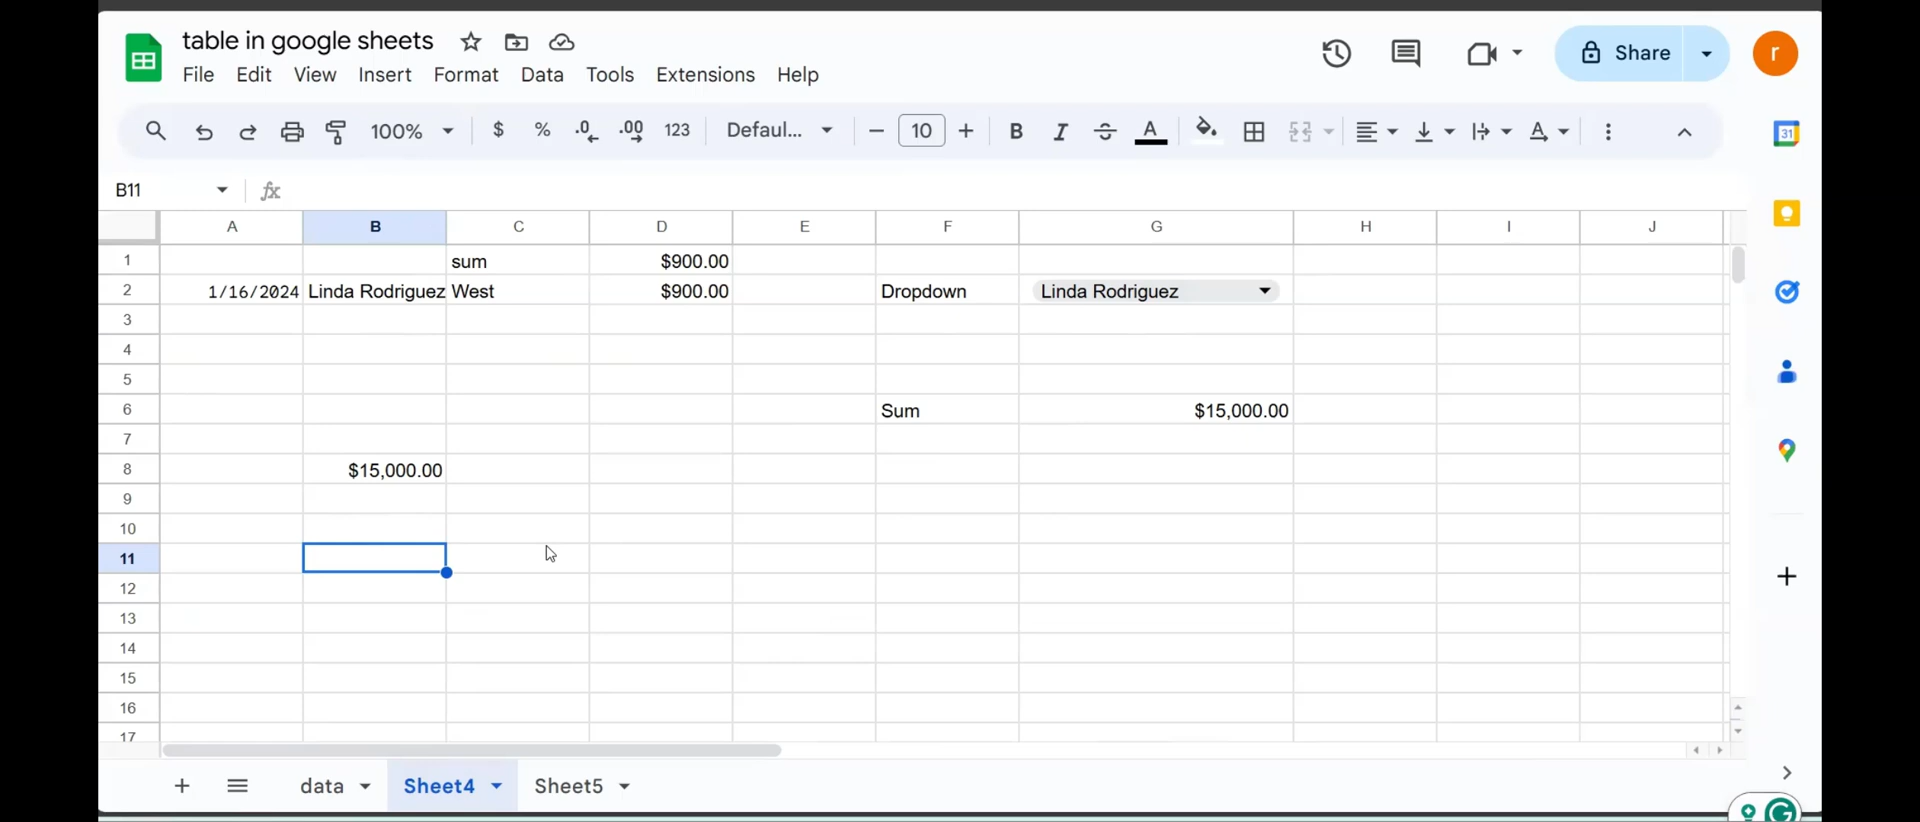 table in google sheets
File Edit View Insert Format Data Tools Extensions Help
Share
r
100% $ % .0 .00 123 Defaul... 10 B I A A
31
B11 fx
A B C D E F G H I J
1 sum $900.00
2 1/16/2024 Linda Rodriguez West $900.00 Dropdown Linda Rodriguez
3
4
5
6 Sum $15,000.00
7
8 $15,000.00
9
10
11
12
13
14
15
16
17
data Sheet4 Sheet5